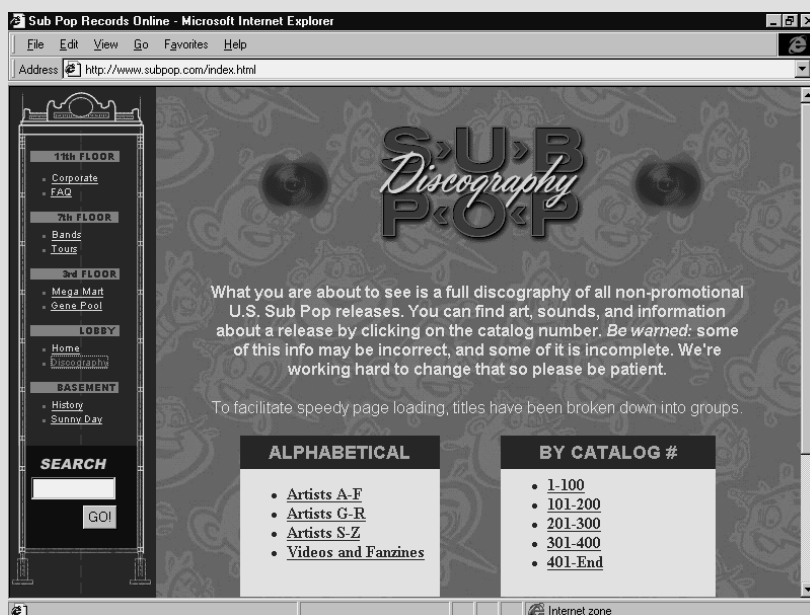 Sub Pop Records Online - Microsoft Internet Explorer
File Edit View Go Favorites Help
Address http://www.subpop.com/index.html
11th FLOOR
Corporate
FAQ
7th FLOOR
Bands
Tours
3rd FLOOR
Mega Mart
Gene Pool
LOBBY
Home
Discography
BASEMENT
History
Sunny Day
SEARCH
GO!
S›U›B
Discography
P‹O‹P
What you are about to see is a full discography of all non-promotional
U.S. Sub Pop releases. You can find art, sounds, and information
about a release by clicking on the catalog number. Be warned: some
of this info may be incorrect, and some of it is incomplete. We're
working hard to change that so please be patient.
To facilitate speedy page loading, titles have been broken down into groups.
ALPHABETICAL
Artists A-F
Artists G-R
Artists S-Z
Videos and Fanzines
BY CATALOG #
1-100
101-200
201-300
301-400
401-End
Internet zone